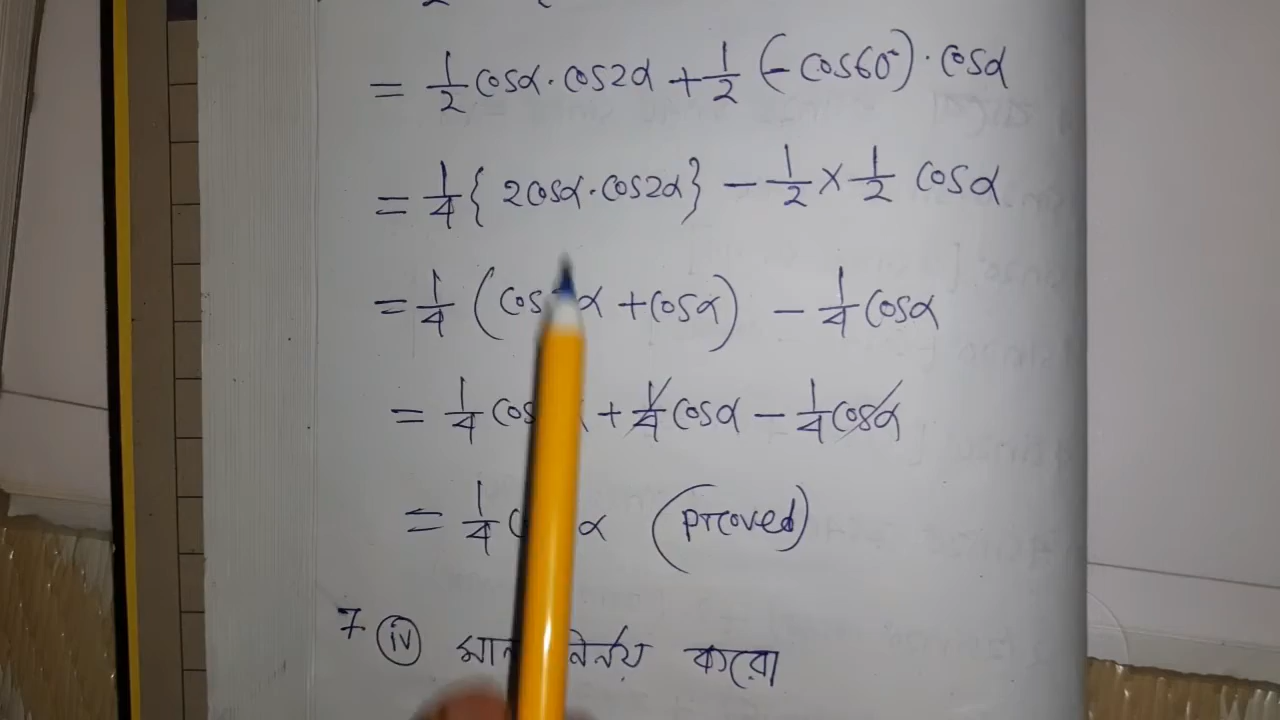 = 1/2 cosα·cos2α + 1/2 (-cos60°)·cosα
= 1/4 { 2cosα·cos2α } - 1/2 × 1/2 cosα
= 1/4 (cos α + cosα) - 1/4 cosα
= 1/4 cos + 1/4 cosα - 1/4 cosα
= 1/4 α (proved)
7 (iv) করো